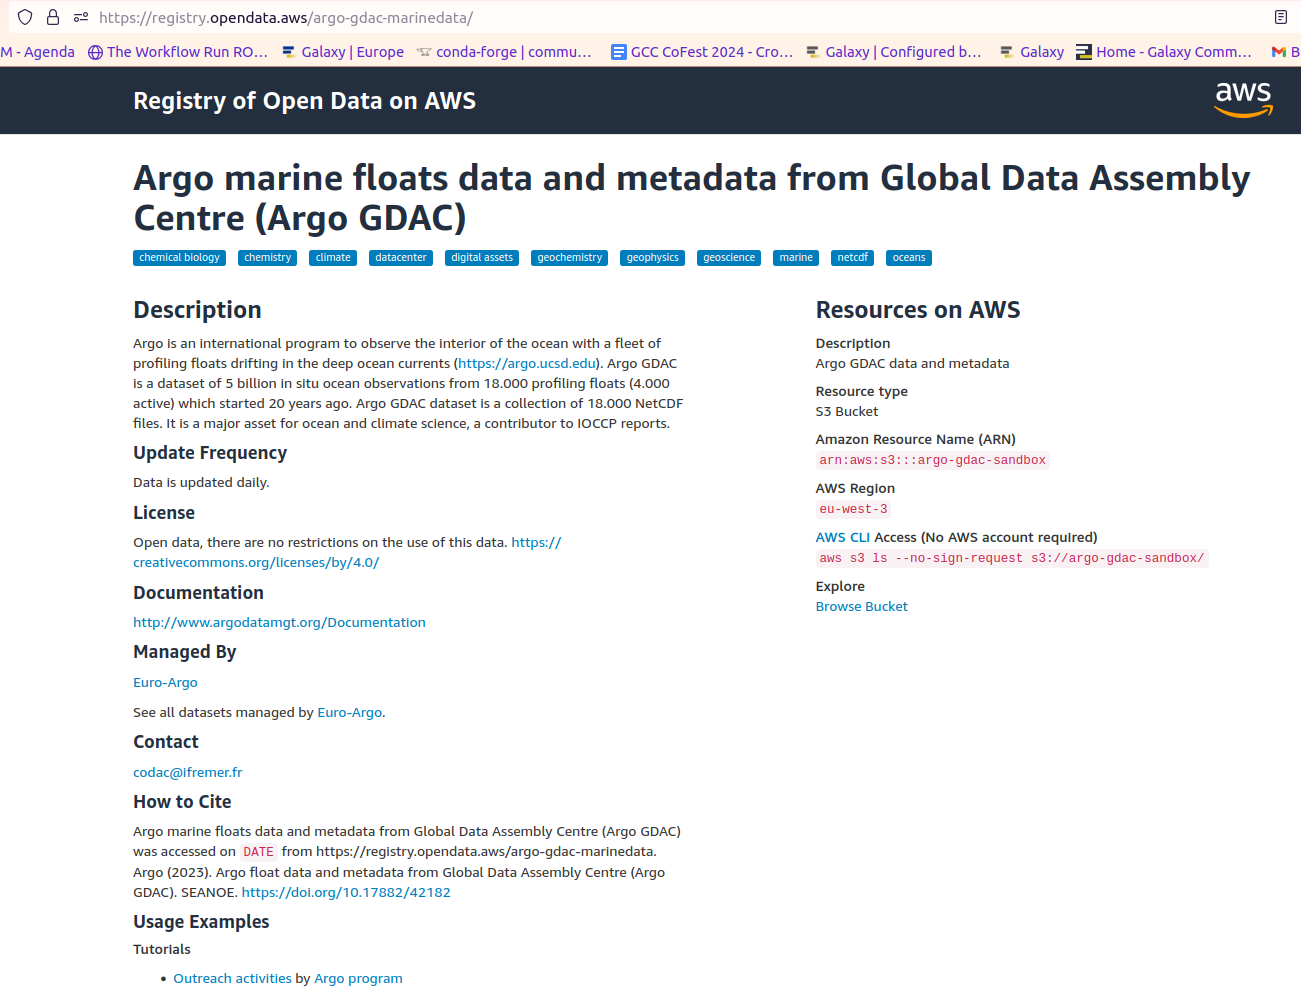 https://registry.opendata.aws/argo-gdac-marinedata/
M - Agenda The Workflow Run RO… Galaxy | Europe conda-forge | commu… GCC CoFest 2024 - Cro… Galaxy | Configured b… Galaxy Home - Galaxy Comm… B
Registry of Open Data on AWS
aws
Argo marine floats data and metadata from Global Data Assembly
Centre (Argo GDAC)
chemical biology chemistry climate datacenter digital assets geochemistry geophysics geoscience marine netcdf oceans
Description
Argo is an international program to observe the interior of the ocean with a fleet of
profiling floats drifting in the deep ocean currents (https://argo.ucsd.edu). Argo GDAC
is a dataset of 5 billion in situ ocean observations from 18.000 profiling floats (4.000
active) which started 20 years ago. Argo GDAC dataset is a collection of 18.000 NetCDF
files. It is a major asset for ocean and climate science, a contributor to IOCCP reports.
Update Frequency
Data is updated daily.
License
Open data, there are no restrictions on the use of this data. https://
creativecommons.org/licenses/by/4.0/
Documentation
http://www.argodatamgt.org/Documentation
Managed By
Euro-Argo
See all datasets managed by Euro-Argo.
Contact
codac@ifremer.fr
How to Cite
Argo marine floats data and metadata from Global Data Assembly Centre (Argo GDAC)
was accessed on DATE from https://registry.opendata.aws/argo-gdac-marinedata.
Argo (2023). Argo float data and metadata from Global Data Assembly Centre (Argo
GDAC). SEANOE. https://doi.org/10.17882/42182
Usage Examples
Tutorials
• Outreach activities by Argo program
Resources on AWS
Description
Argo GDAC data and metadata
Resource type
S3 Bucket
Amazon Resource Name (ARN)
arn:aws:s3:::argo-gdac-sandbox
AWS Region
eu-west-3
AWS CLI Access (No AWS account required)
aws s3 ls --no-sign-request s3://argo-gdac-sandbox/
Explore
Browse Bucket